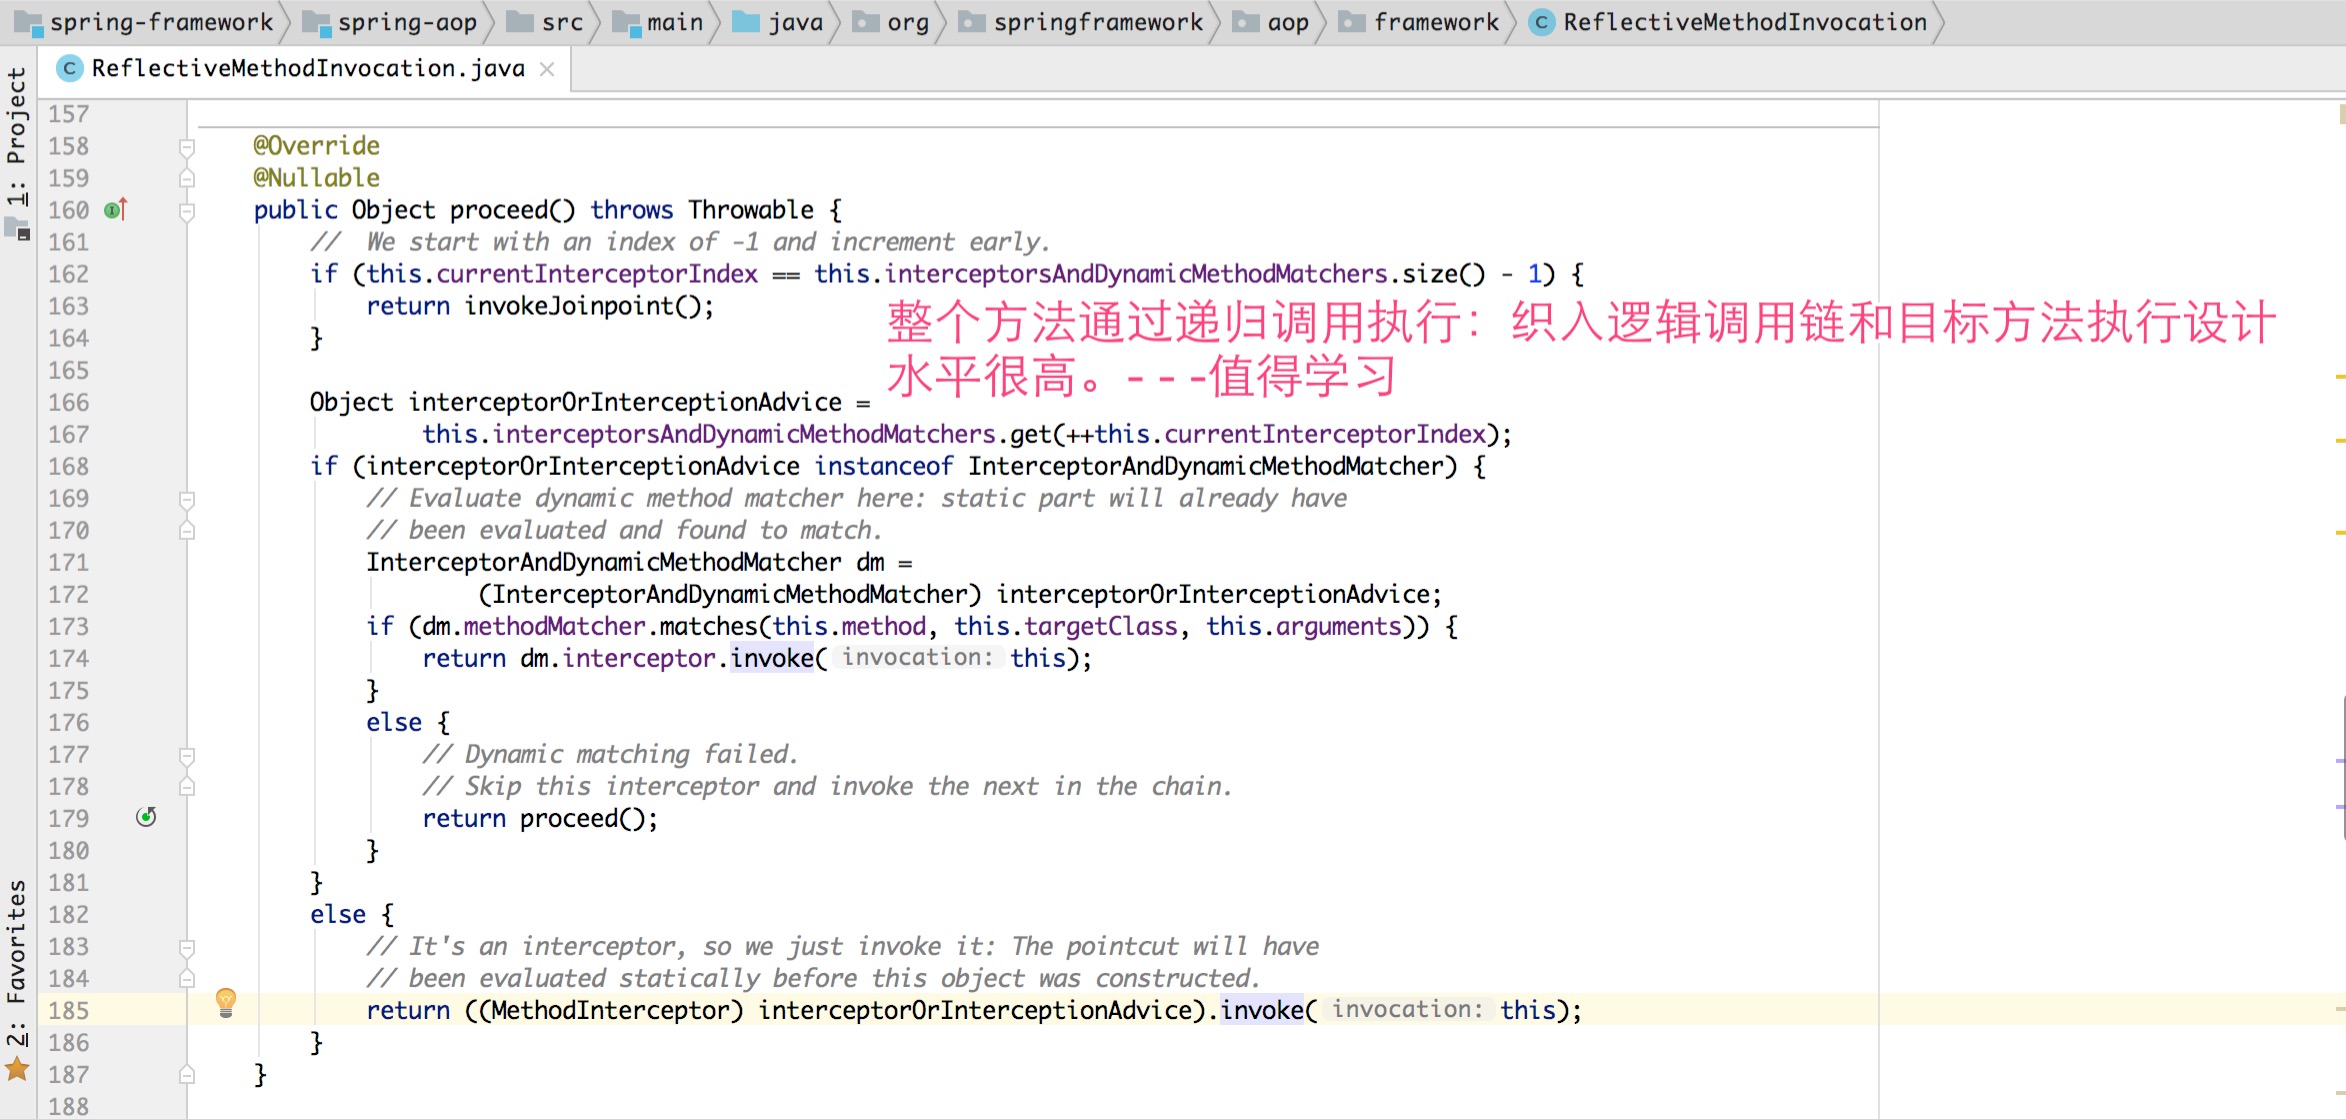 spring-framework spring-aop src main java org springframework aop framework ReflectiveMethodInvocation
ReflectiveMethodInvocation.java
1: Project
2: Favorites
157
158 @Override
159 @Nullable
160 public Object proceed() throws Throwable {
161 //  We start with an index of -1 and increment early.
162 if (this.currentInterceptorIndex == this.interceptorsAndDynamicMethodMatchers.size() - 1) {
163 return invokeJoinpoint();
整个方法通过递归调用执行：织入逻辑调用链和目标方法执行设计
164 }
165
水平很高。---值得学习
166 Object interceptorOrInterceptionAdvice =
167 this.interceptorsAndDynamicMethodMatchers.get(++this.currentInterceptorIndex);
168 if (interceptorOrInterceptionAdvice instanceof InterceptorAndDynamicMethodMatcher) {
169 // Evaluate dynamic method matcher here: static part will already have
170 // been evaluated and found to match.
171 InterceptorAndDynamicMethodMatcher dm =
172 (InterceptorAndDynamicMethodMatcher) interceptorOrInterceptionAdvice;
173 if (dm.methodMatcher.matches(this.method, this.targetClass, this.arguments)) {
174 return dm.interceptor.invoke( invocation: this);
175 }
176 else {
177 // Dynamic matching failed.
178 // Skip this interceptor and invoke the next in the chain.
179 return proceed();
180 }
181 }
182 else {
183 // It's an interceptor, so we just invoke it: The pointcut will have
184 // been evaluated statically before this object was constructed.
185 return ((MethodInterceptor) interceptorOrInterceptionAdvice).invoke( invocation: this);
186 }
187 }
188